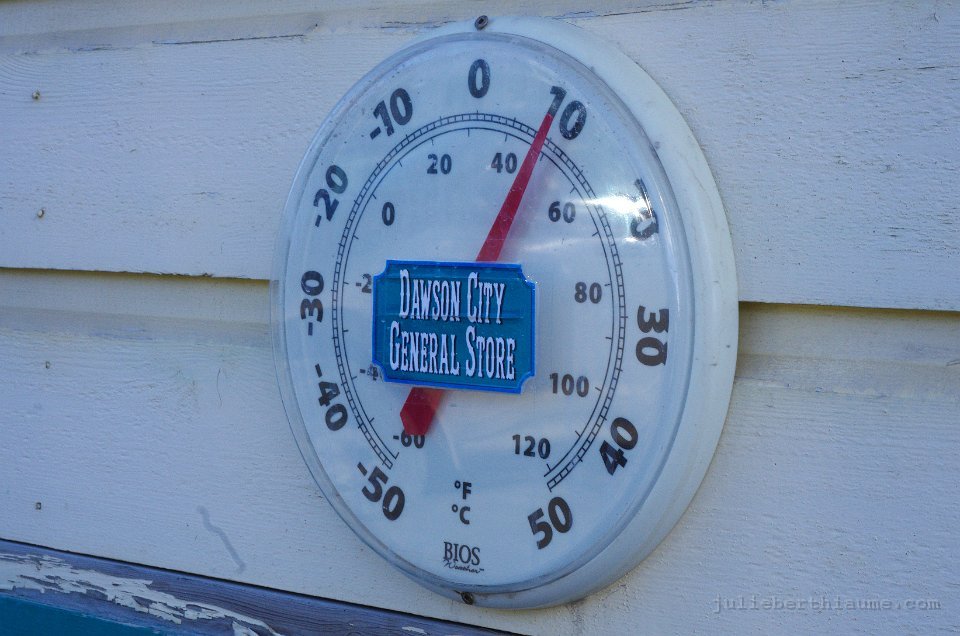 0
-10
10
-20
20
40
0
60
-30
80
30
DAWSON CITY
GENERAL STORE
-40
100
40
-60
120
-50
50
°F
°C
BIOS
Weather™
julieberthiaume.com